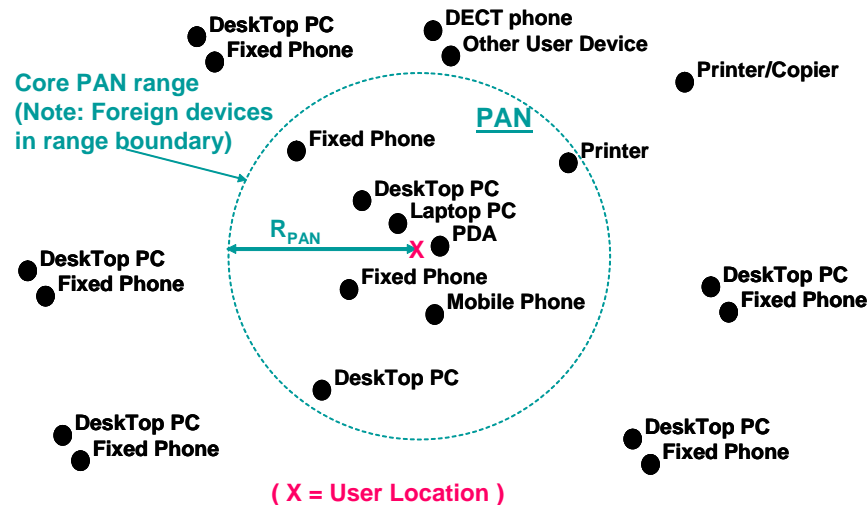 DeskTop PC
Fixed Phone
DECT phone
Other User Device
Printer/Copier
Core PAN range
(Note: Foreign devices
in range boundary)
PAN
Fixed Phone
Printer
DeskTop PC
Laptop PC
PDA
R_PAN
X
DeskTop PC
Fixed Phone
Fixed Phone
Mobile Phone
DeskTop PC
Fixed Phone
DeskTop PC
DeskTop PC
Fixed Phone
DeskTop PC
Fixed Phone
( X = User Location )